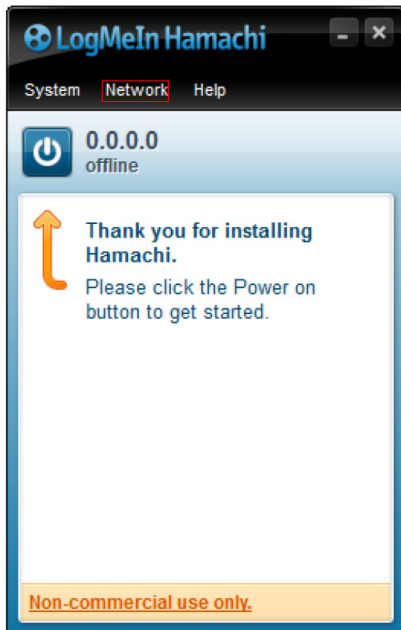 LogMeIn Hamachi
System Network Help
0.0.0.0
offline
Thank you for installing
Hamachi.
Please click the Power on
button to get started.
Non-commercial use only.